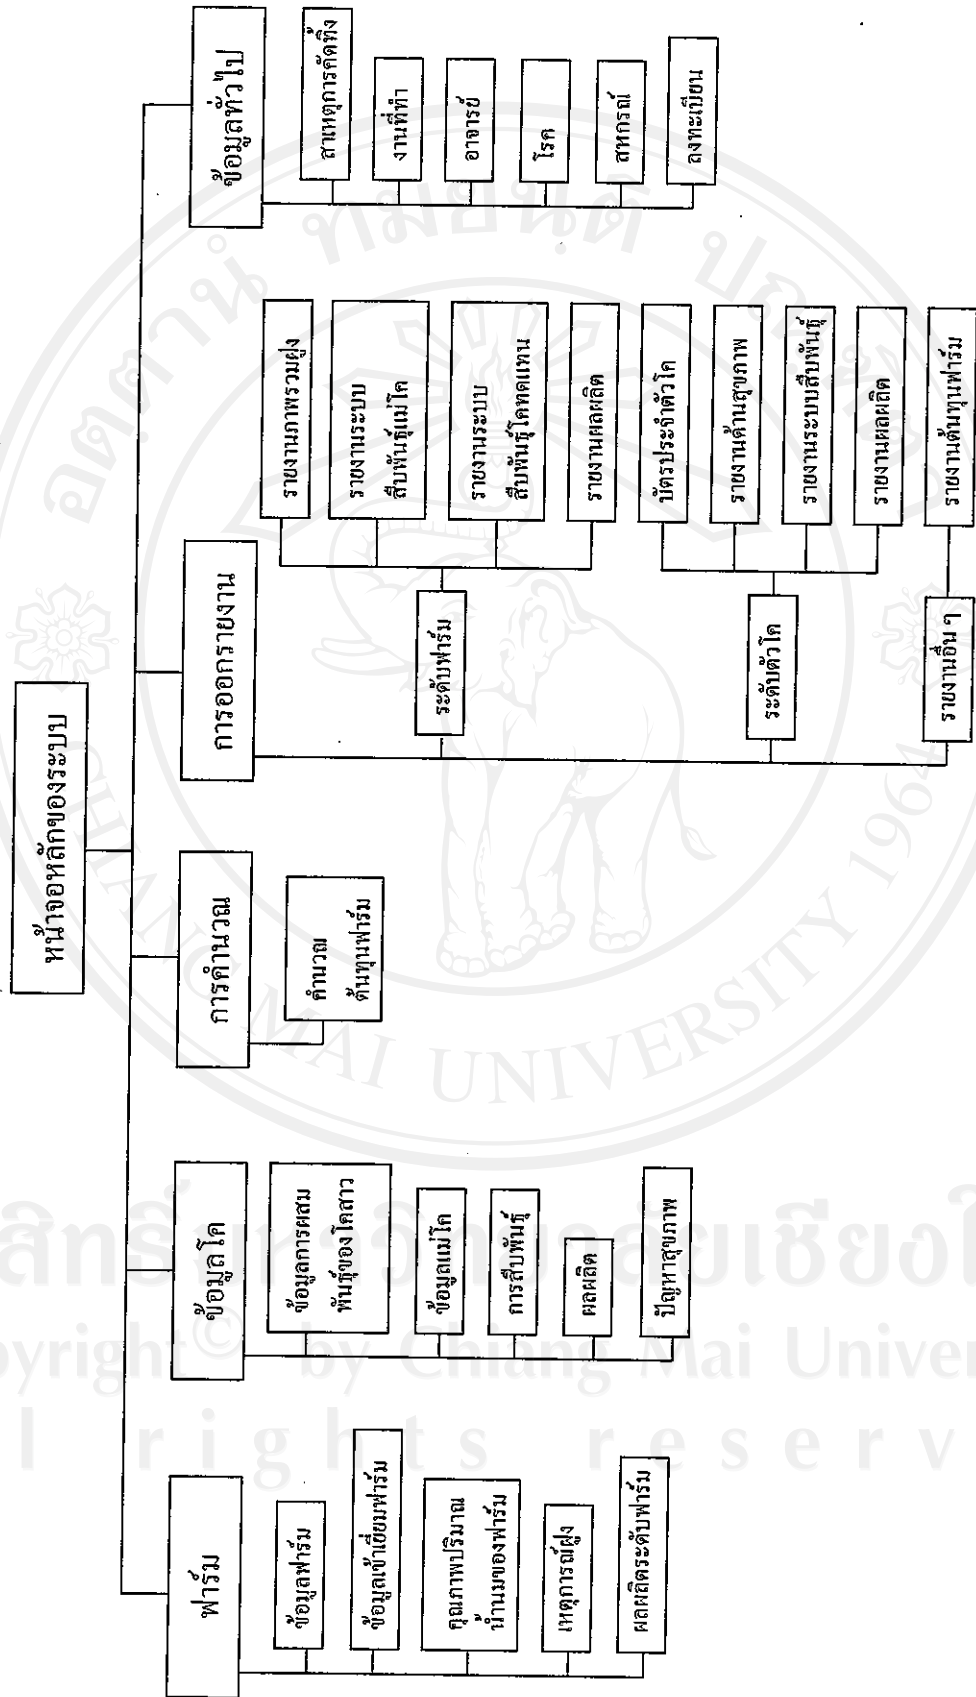 หน้าจอหลักของระบบ
ฟาร์ม
ข้อมูลฟาร์ม
ข้อมูลเข้าเยี่ยมฟาร์ม
คุณภาพปริมาณ
น้ำนมของฟาร์ม
เหตุการณ์ฝูง
ผลผลิตระดับฟาร์ม
ข้อมูลโค
ข้อมูลการผสม
พันธุ์ของโคสาว
ข้อมูลแม่โค
การสืบพันธุ์
ผลผลิต
ปัญหาสุขภาพ
การคำนวณ
คำนวณ
ต้นทุนฟาร์ม
การออกรายงาน
ระดับฟาร์ม
รายงานภาพรวมฝูง
รายงานระบบ
สืบพันธุ์แม่โค
รายงานระบบ
สืบพันธุ์โคทดแทน
รายงานผลผลิต
ระดับตัวโค
บัตรประจำตัวโค
รายงานด้านสุขภาพ
รายงานระบบสืบพันธุ์
รายงานผลผลิต
รายงานอื่น ๆ
รายงานต้นทุนฟาร์ม
ข้อมูลทั่วไป
สาเหตุการคัดทิ้ง
งานที่ทำ
อาจารย์
โรค
สหกรณ์
ลงทะเบียน
CHIANG MAI UNIVERSITY 1964
by Chiang Mai Univer
l rights reserv